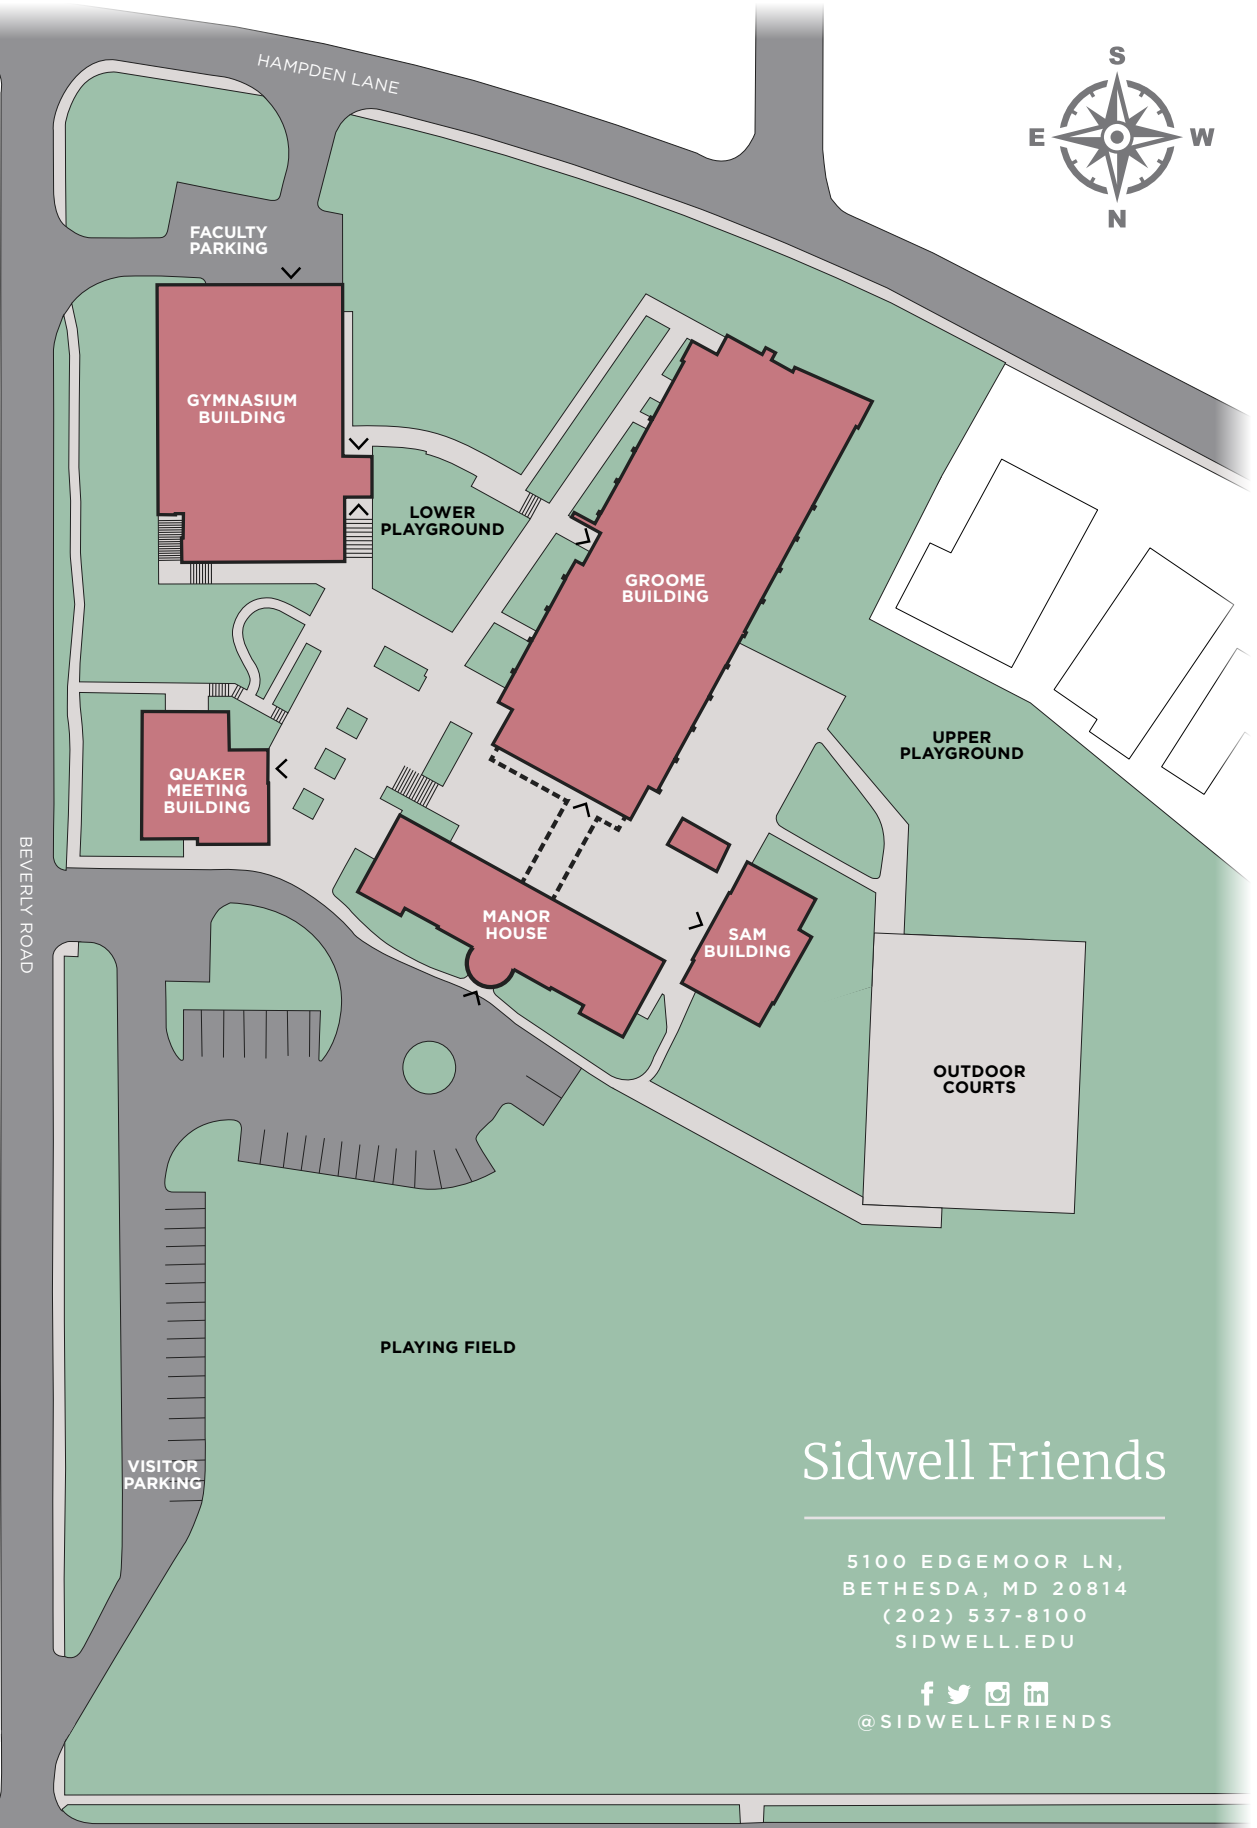 HAMPDEN LANE
S
E
W
N
FACULTY
PARKING
GYMNASIUM
BUILDING
LOWER
PLAYGROUND
GROOME
BUILDING
UPPER
PLAYGROUND
QUAKER
MEETING
BUILDING
BEVERLY ROAD
MANOR
HOUSE
SAM
BUILDING
OUTDOOR
COURTS
PLAYING FIELD
VISITOR
PARKING
Sidwell Friends
5100 EDGEMOOR LN,
BETHESDA, MD 20814
(202) 537-8100
SIDWELL.EDU
@SIDWELLFRIENDS